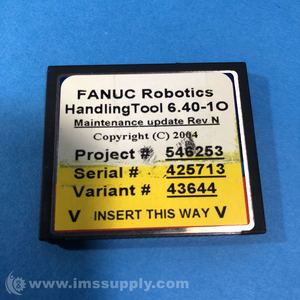 FANUC Robotics
HandlingTool 6.40-1O
Maintenance update Rev N
Copyright (C) 2004
Project # 546253
Serial # 425713
Variant # 43644
V INSERT THIS WAY V
© www.imssupply.com